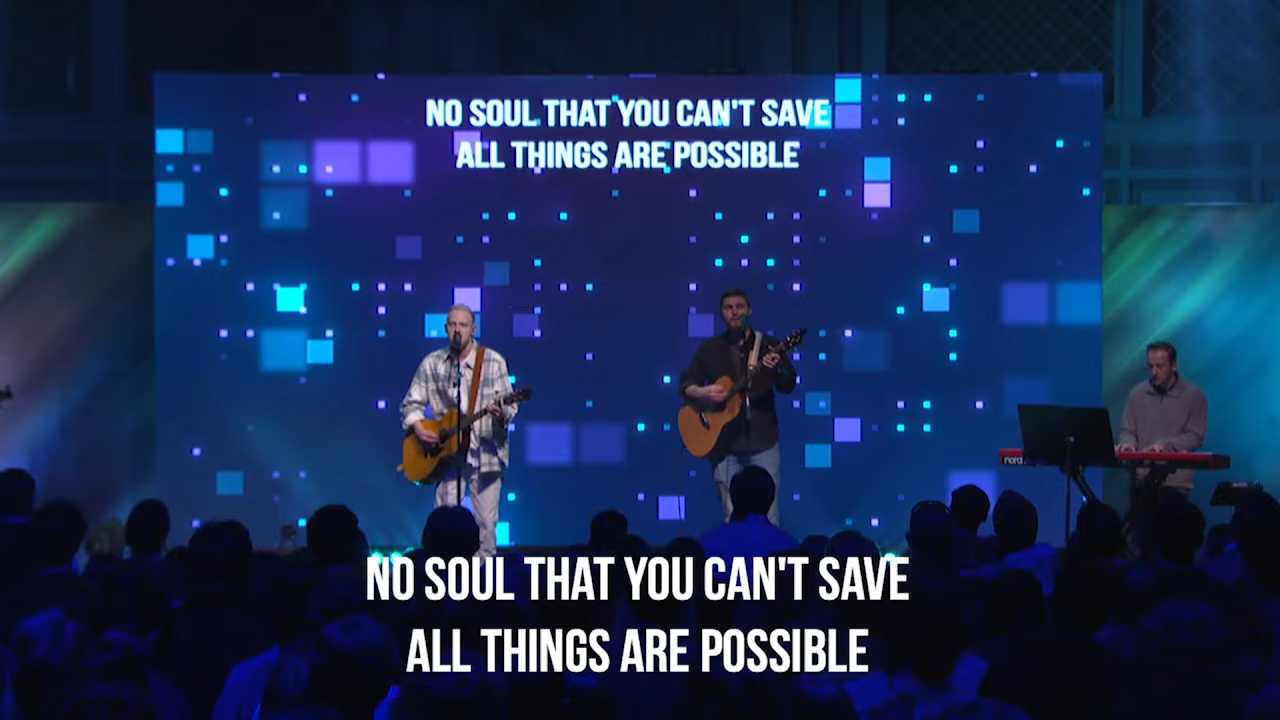 NO SOUL THAT YOU CAN'T SAVE
ALL THINGS ARE POSSIBLE
nord
NO SOUL THAT YOU CAN'T SAVE
ALL THINGS ARE POSSIBLE